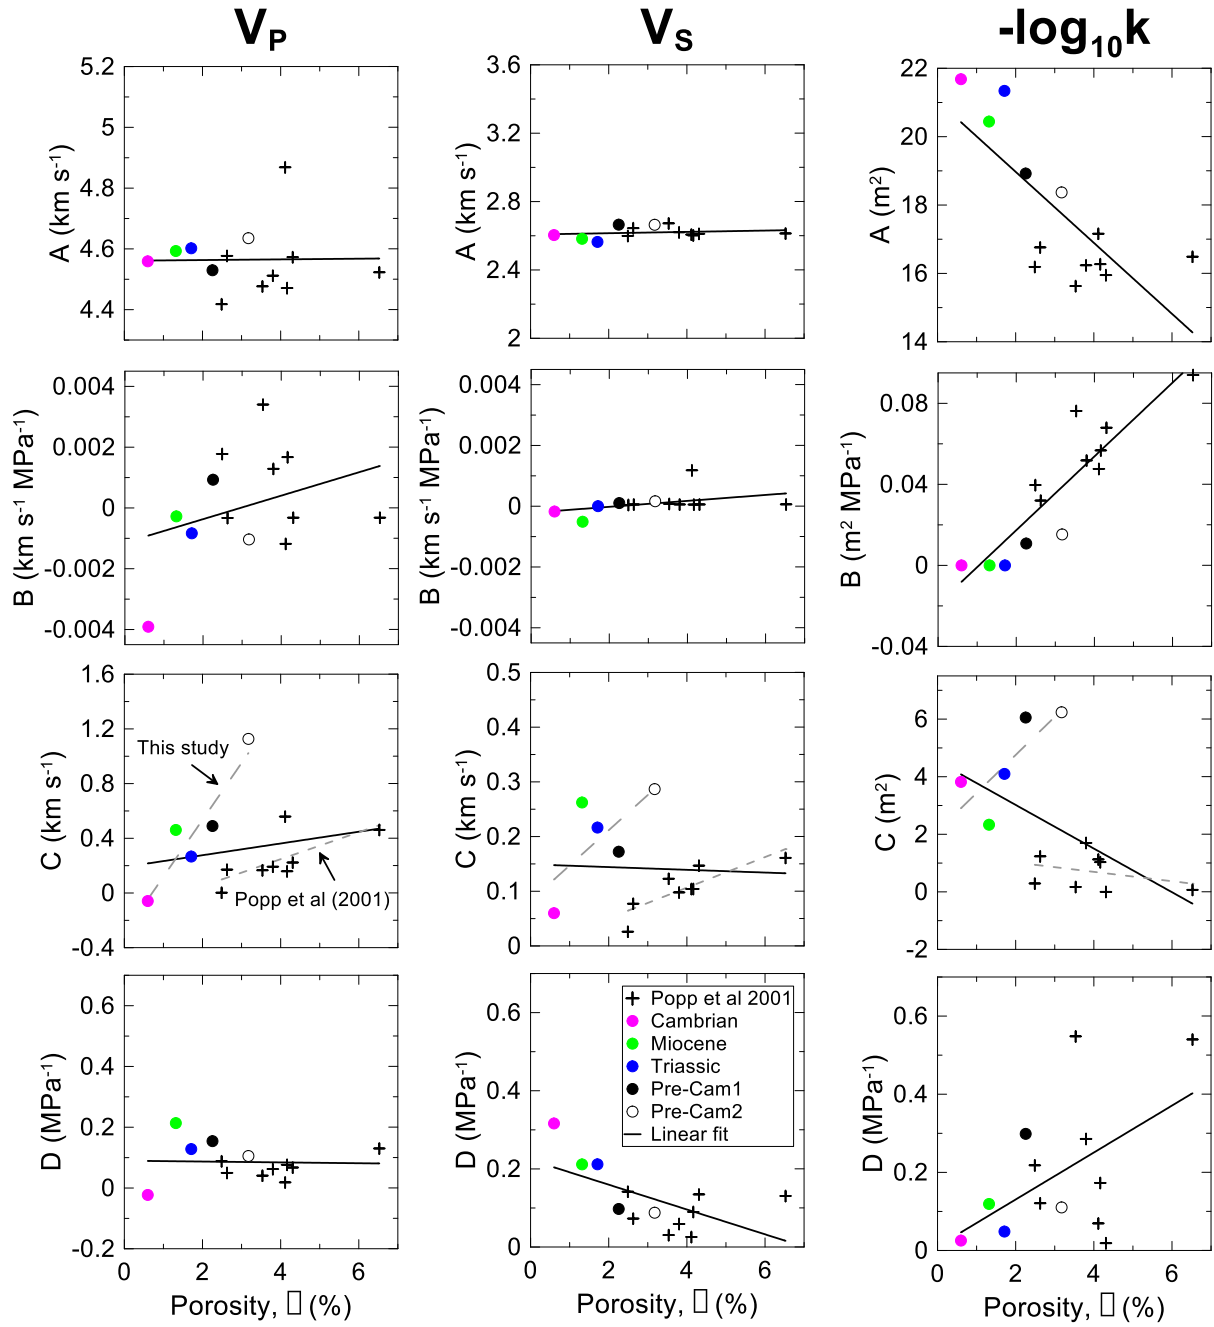 VP
VS
-log10k
5.2
4.8
4.6
4.4
A (km s-1)
3.6
3.2
2.8
2.4
2
A (km s-1)
22
20
18
16
14
A (m2)
0.004
0.002
0
-0.002
-0.004
B (km s-1 MPa-1)
0.004
0.002
0
-0.002
-0.004
B (km s-1 MPa-1)
0.08
0.04
0
-0.04
B (m2 MPa-1)
1.6
1.2
0.8
0.4
0
-0.4
C (km s-1)
This study
Popp et al (2001)
0.5
0.4
0.3
0.2
0.1
0
C (km s-1)
6
4
2
0
-2
C (m2)
0.6
0.4
0.2
0
-0.2
D (MPa-1)
0 2 4 6
Porosity, (%)
0.6
0.4
0.2
0
D (MPa-1)
Popp et al 2001
Cambrian
Miocene
Triassic
Pre-Cam1
Pre-Cam2
Linear fit
0 2 4 6
Porosity, (%)
0.6
0.4
0.2
0
D (MPa-1)
0 2 4 6
Porosity, (%)